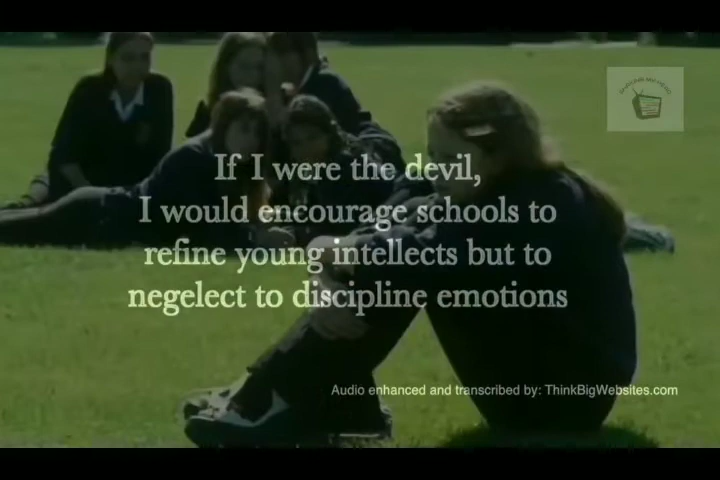 If I were the devil,
I would encourage schools to
refine young intellects but to
negelect to discipline emotions
Audio enhanced and transcribed by: ThinkBigWebsites.com